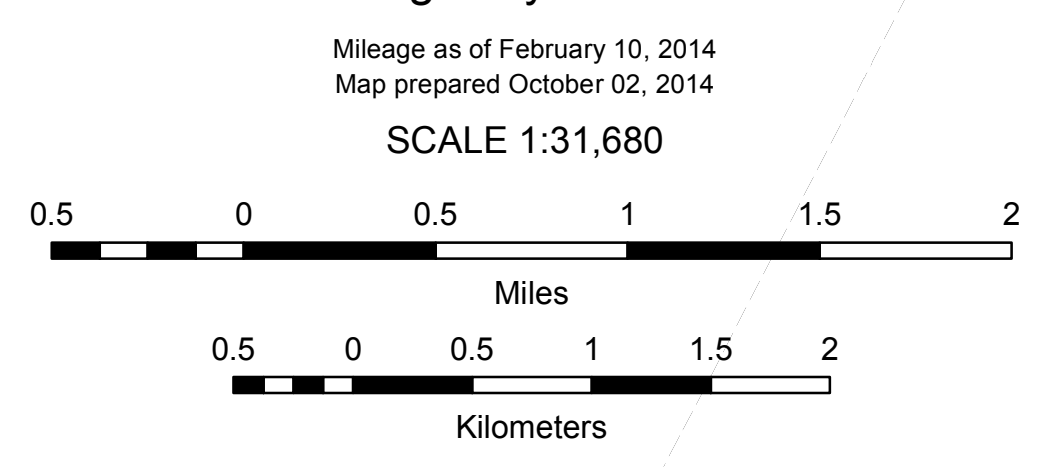 Mileage as of February 10, 2014
Map prepared October 02, 2014
SCALE 1:31,680
0.5 0 0.5 1 1.5 2
Miles
0.5 0 0.5 1 1.5 2
Kilometers